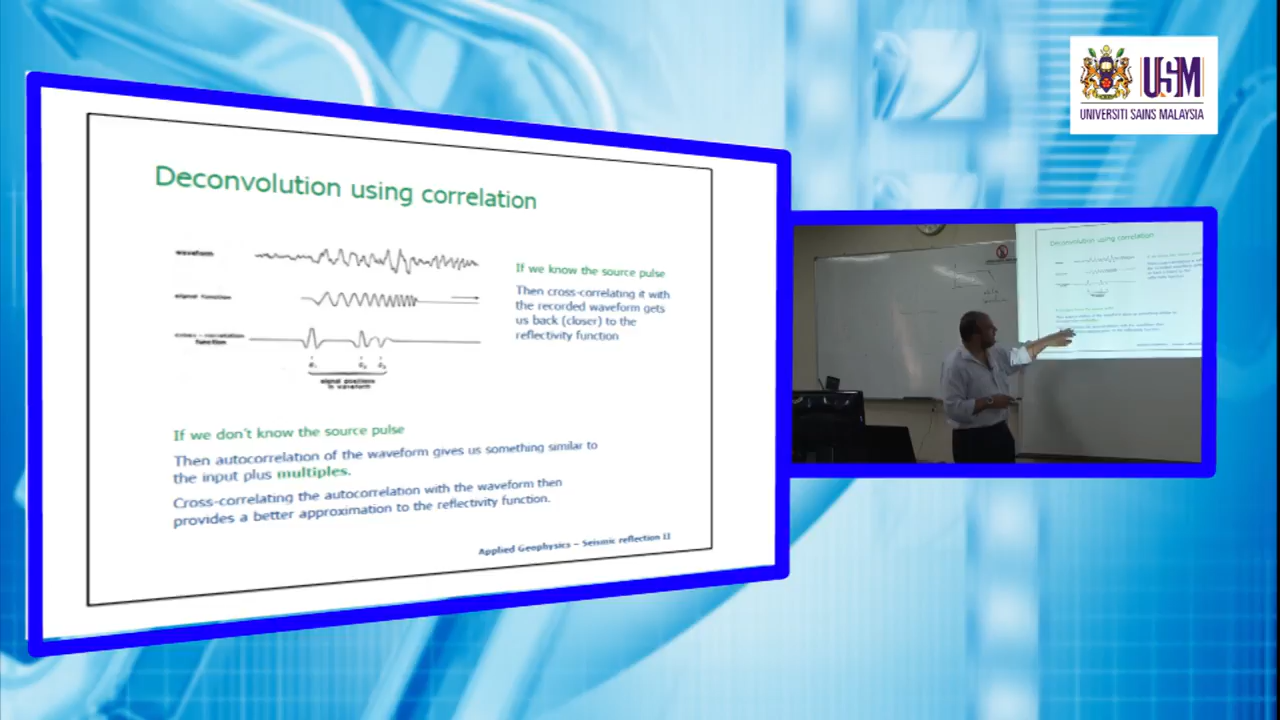 USM
UNIVERSITI SAINS MALAYSIA
Deconvolution using correlation
waveform
signal function
cross - correlation
function
signal positions
in waveform
If we know the source pulse
Then cross-correlating it with
the recorded waveform gets
us back (closer) to the
reflectivity function
If we don't know the source pulse
Then autocorrelation of the waveform gives us something similar to
the input plus multiples.
Cross-correlating the autocorrelation with the waveform then
provides a better approximation to the reflectivity function.
Applied Geophysics – Seismic reflection II
Deconvolution using correlation